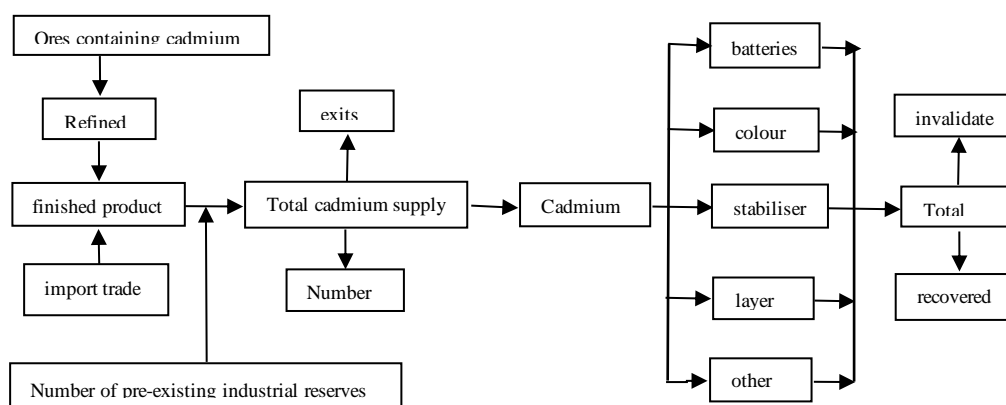 Ores containing cadmium
Refined
finished product
import trade
Number of pre-existing industrial reserves
exits
Total cadmium supply
Number
Cadmium
batteries
colour
stabiliser
layer
other
invalidate
Total
recovered